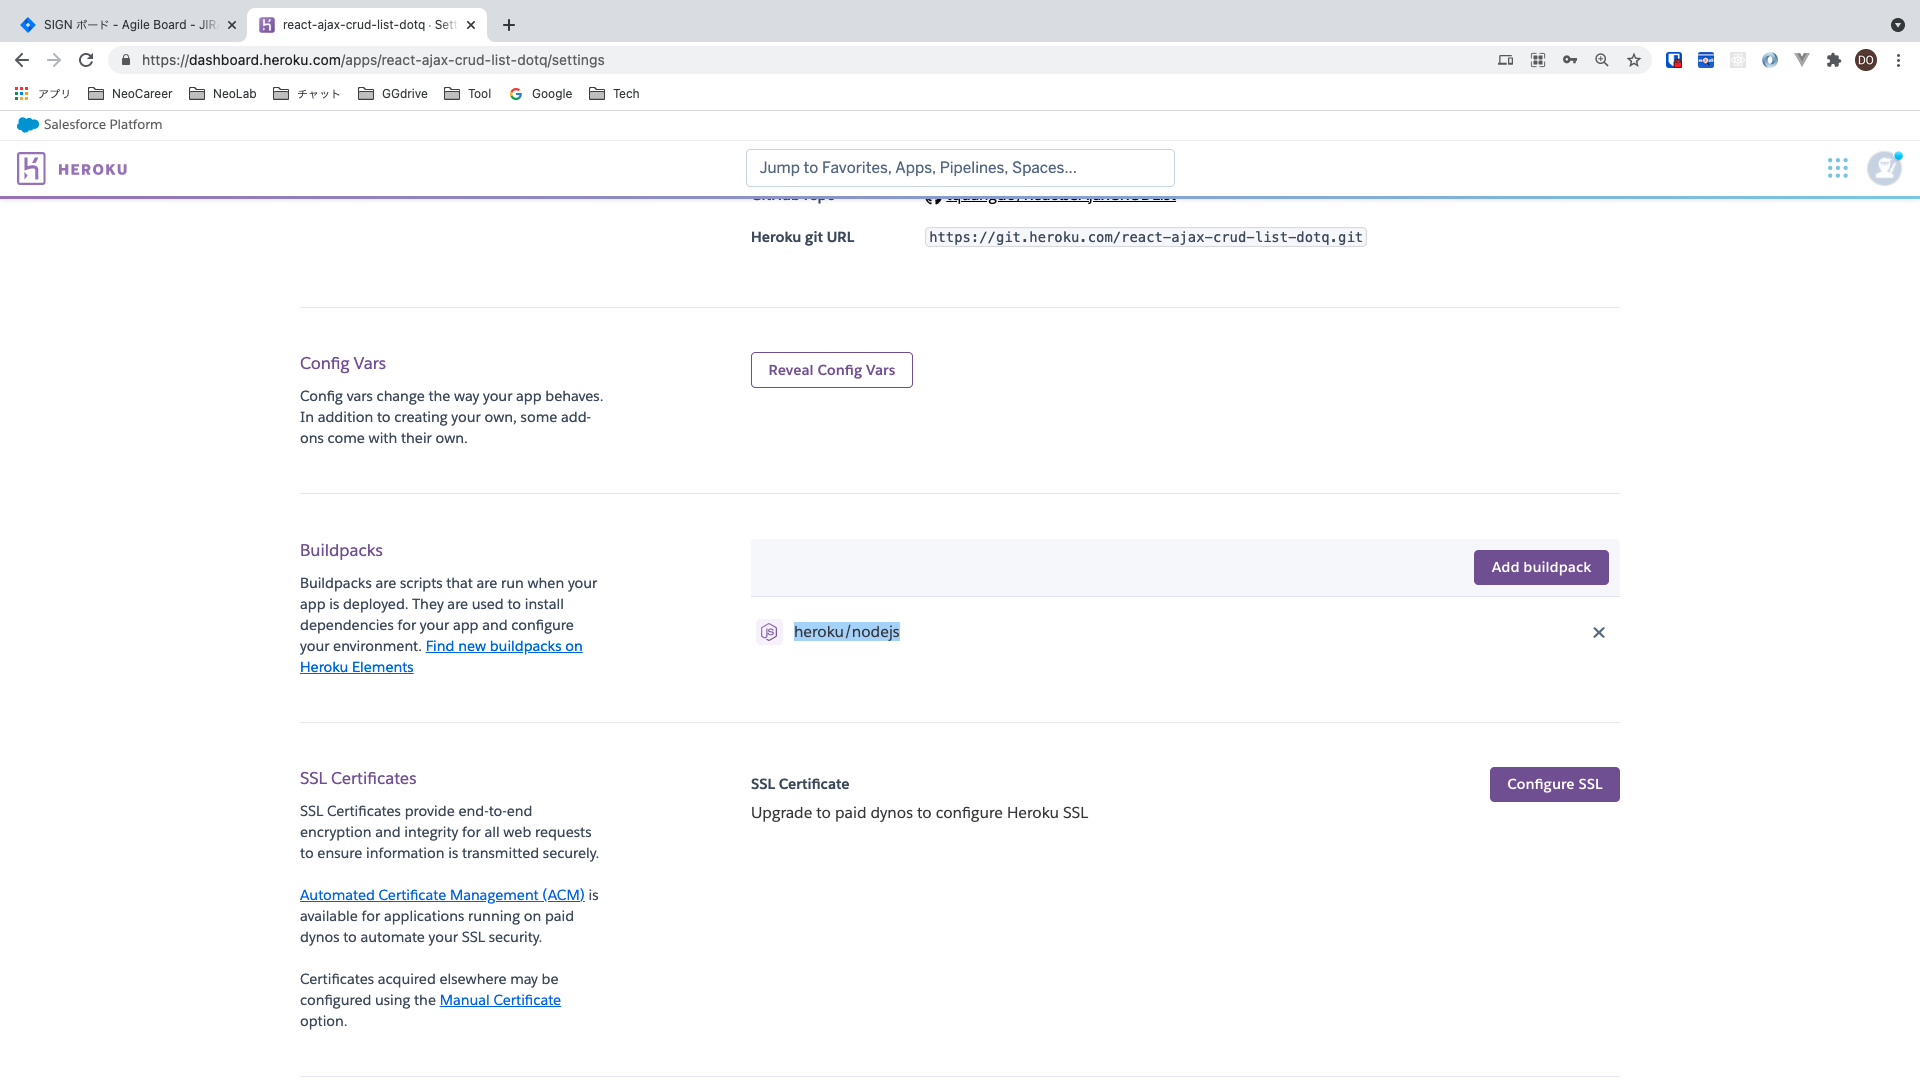 SIGN ボード - Agile Board - JIR
react-ajax-crud-list-dotq · Sett
https://dashboard.heroku.com/apps/react-ajax-crud-list-dotq/settings
DO
アプリ
NeoCareer
NeoLab
チャット
GGdrive
Tool
Google
Tech
Salesforce Platform
HEROKU
Jump to Favorites, Apps, Pipelines, Spaces...
Heroku git URL
https://git.heroku.com/react-ajax-crud-list-dotq.git
Config Vars
Config vars change the way your app behaves.
In addition to creating your own, some add-
ons come with their own.
Reveal Config Vars
Buildpacks
Buildpacks are scripts that are run when your
app is deployed. They are used to install
dependencies for your app and configure
your environment. Find new buildpacks on
Heroku Elements
Add buildpack
heroku/nodejs
SSL Certificates
SSL Certificates provide end-to-end
encryption and integrity for all web requests
to ensure information is transmitted securely.
Automated Certificate Management (ACM) is
available for applications running on paid
dynos to automate your SSL security.
Certificates acquired elsewhere may be
configured using the Manual Certificate
option.
SSL Certificate
Upgrade to paid dynos to configure Heroku SSL
Configure SSL